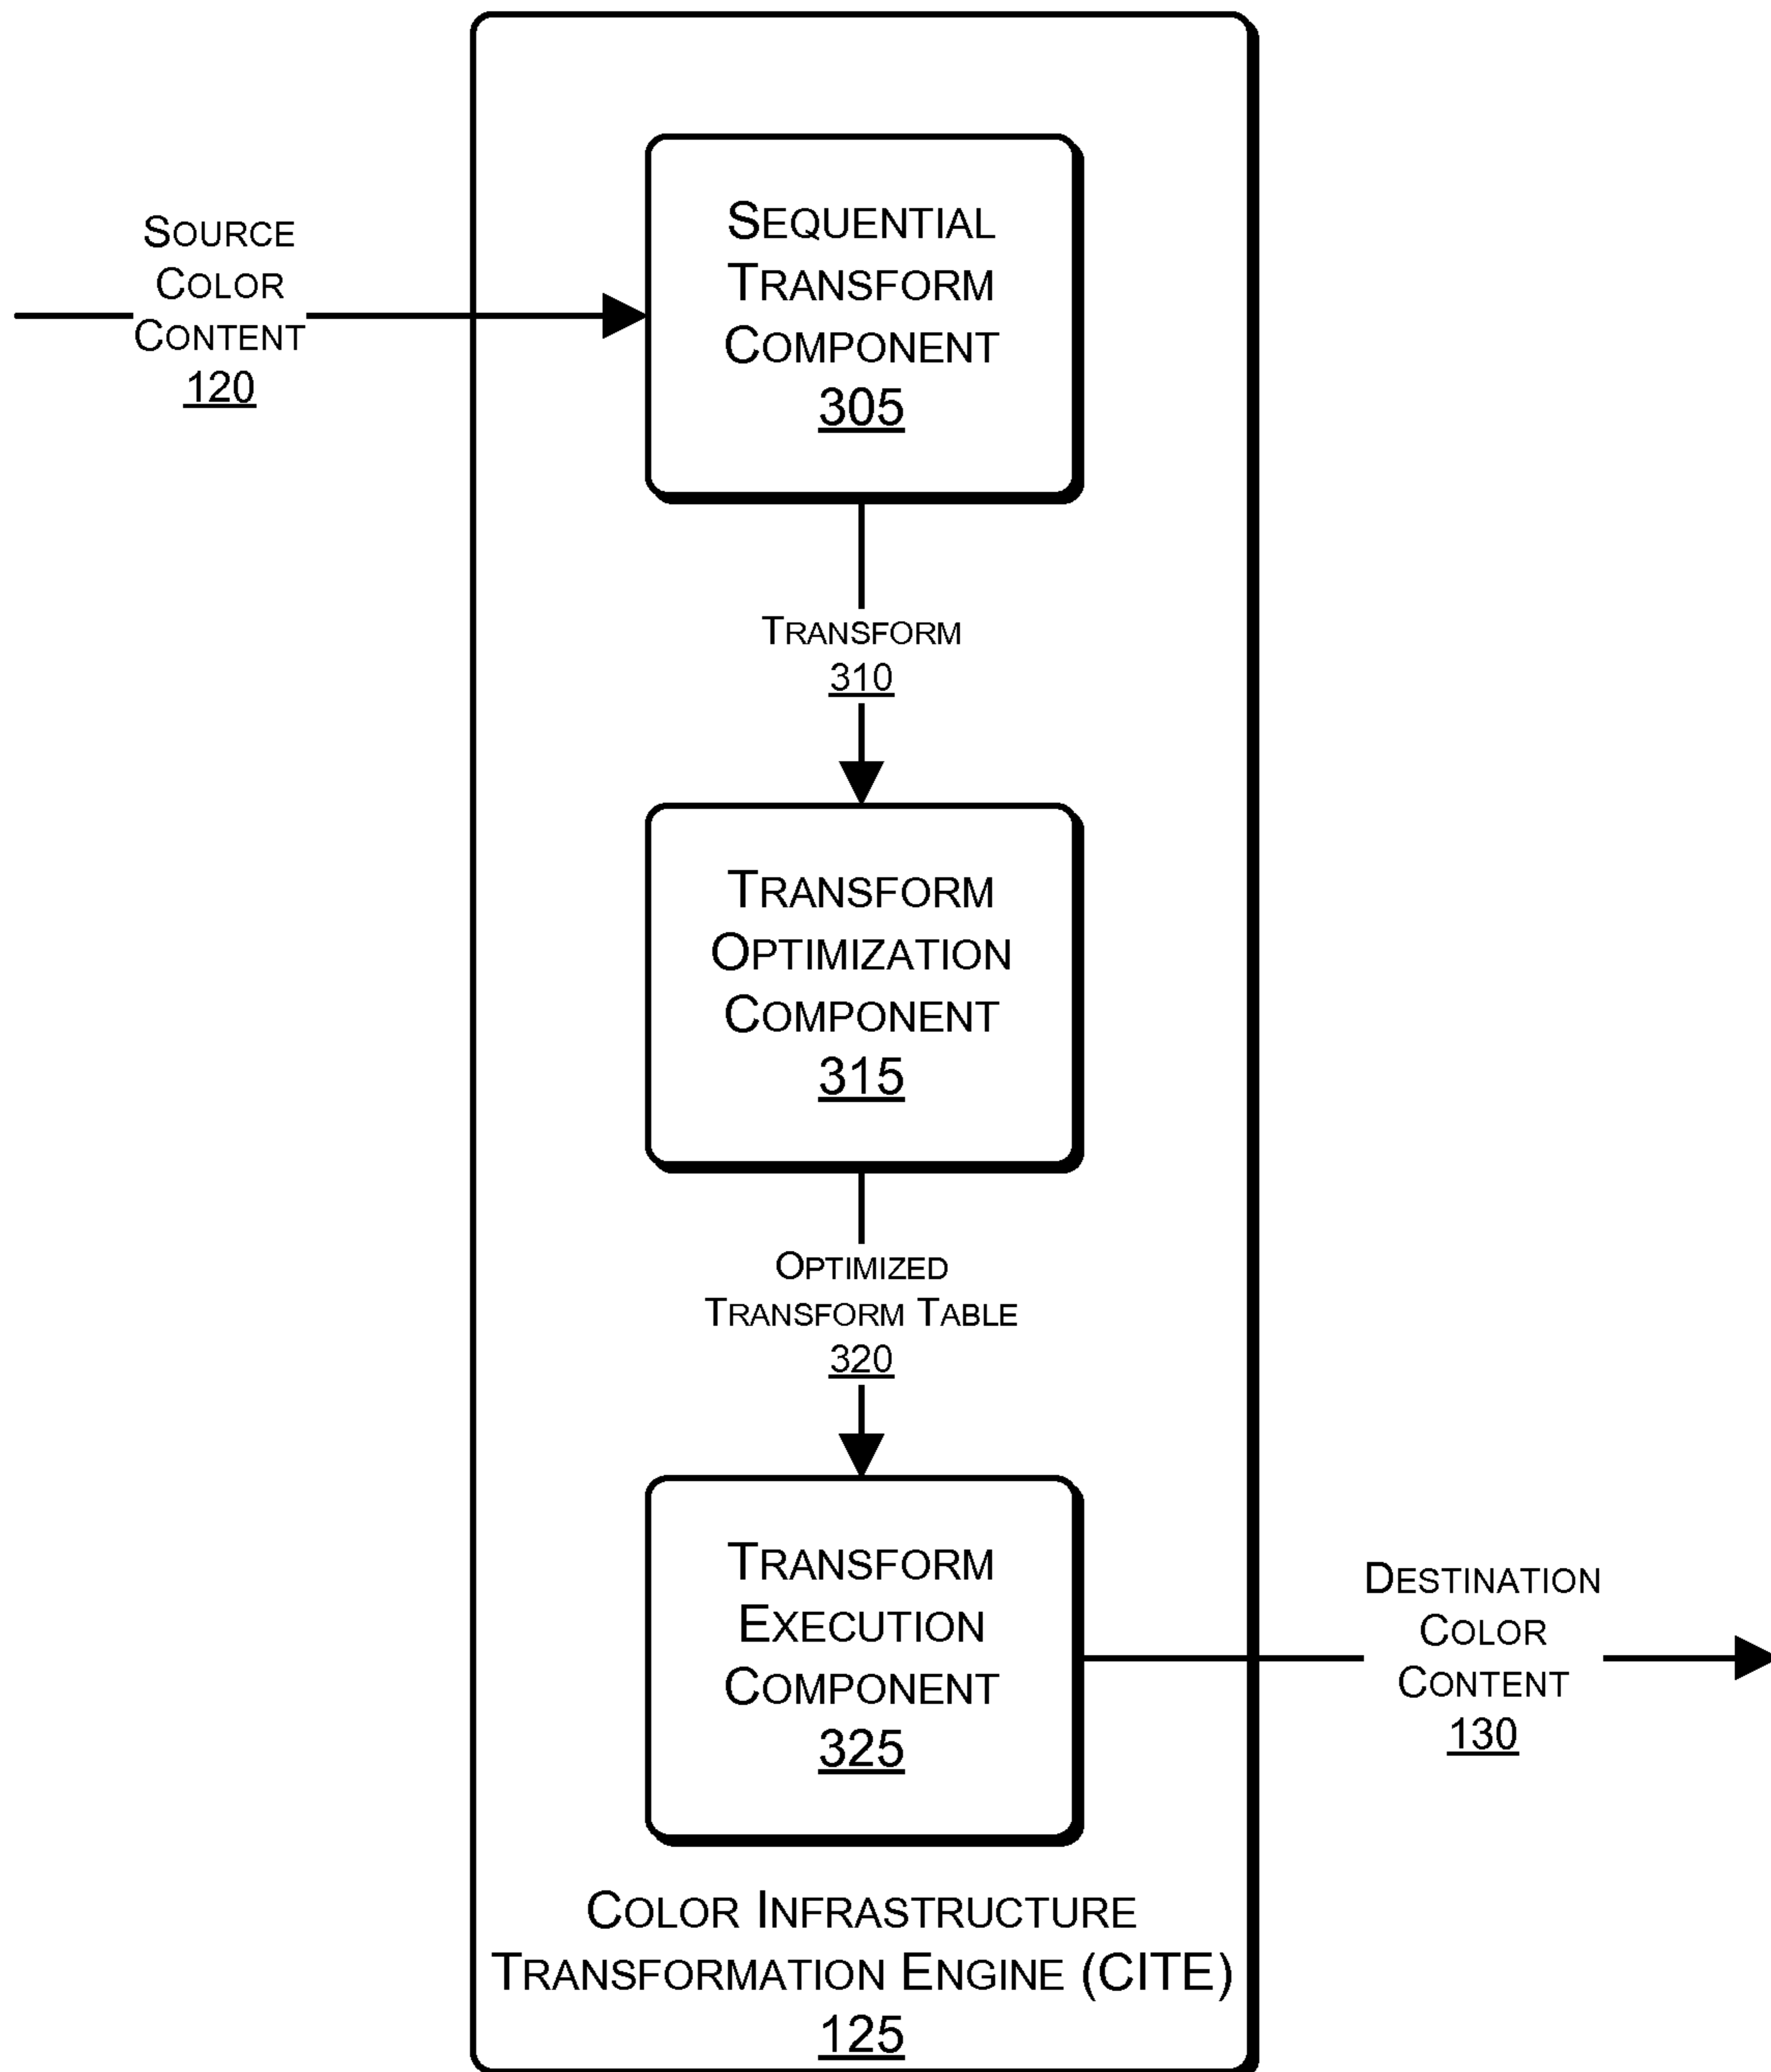 SOURCE
COLOR
CONTENT
120
SEQUENTIAL
TRANSFORM
COMPONENT
305
TRANSFORM
310
TRANSFORM
OPTIMIZATION
COMPONENT
315
OPTIMIZED
TRANSFORM TABLE
320
TRANSFORM
EXECUTION
COMPONENT
325
DESTINATION
COLOR
CONTENT
130
COLOR INFRASTRUCTURE
TRANSFORMATION ENGINE (CITE)
125